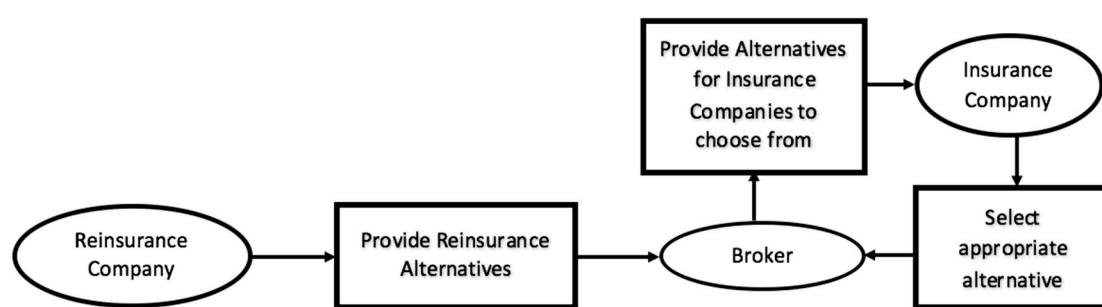 Reinsurance
Company
Provide Reinsurance
Alternatives
Broker
Provide Alternatives
for Insurance
Companies to
choose from
Insurance
Company
Select
appropriate
alternative